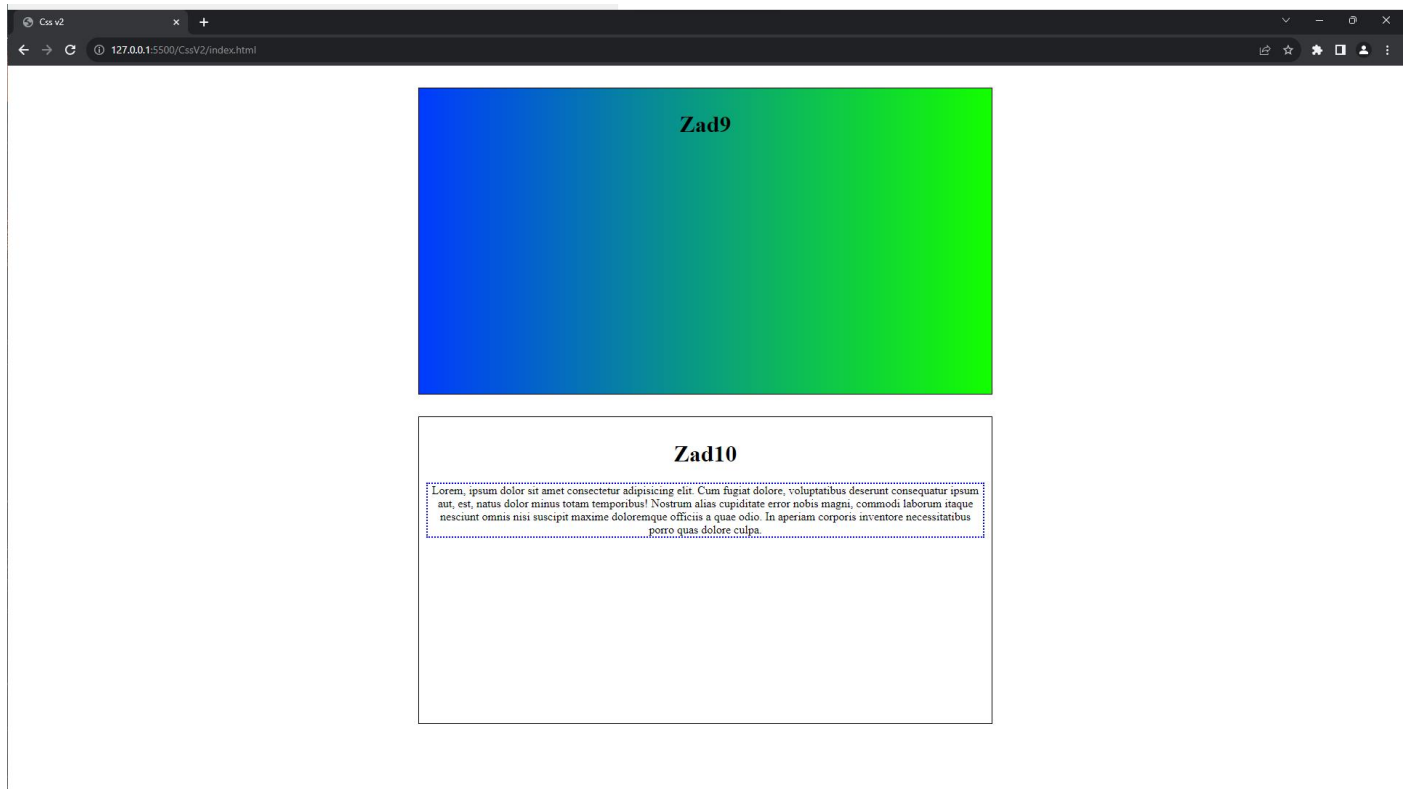 Css v2
127.0.0.1:5500/CssV2/index.html
Zad9
Zad10
Lorem, ipsum dolor sit amet consectetur adipisicing elit. Cum fugiat dolore, voluptatibus deserunt consequatur ipsum
aut, est, natus dolor minus totam temporibus! Nostrum alias cupiditate error nobis magni, commodi laborum itaque
nesciunt omnis nisi suscipit maxime doloremque officiis a quae odio. In aperiam corporis inventore necessitatibus
porro quas dolore culpa.